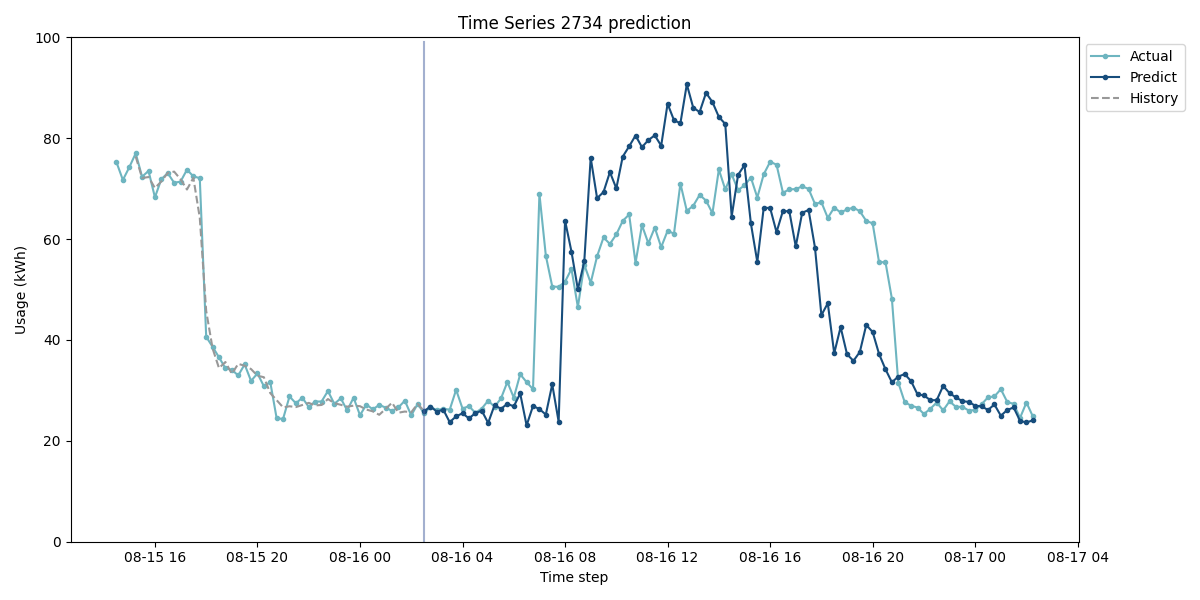 Time Series 2734 prediction
Usage (kWh)
100
80
60
40
20
0
08-15 16
08-15 20
08-16 00
08-16 04
08-16 08
08-16 12
08-16 16
08-16 20
08-17 00
08-17 04
Time step
Actual
Predict
History